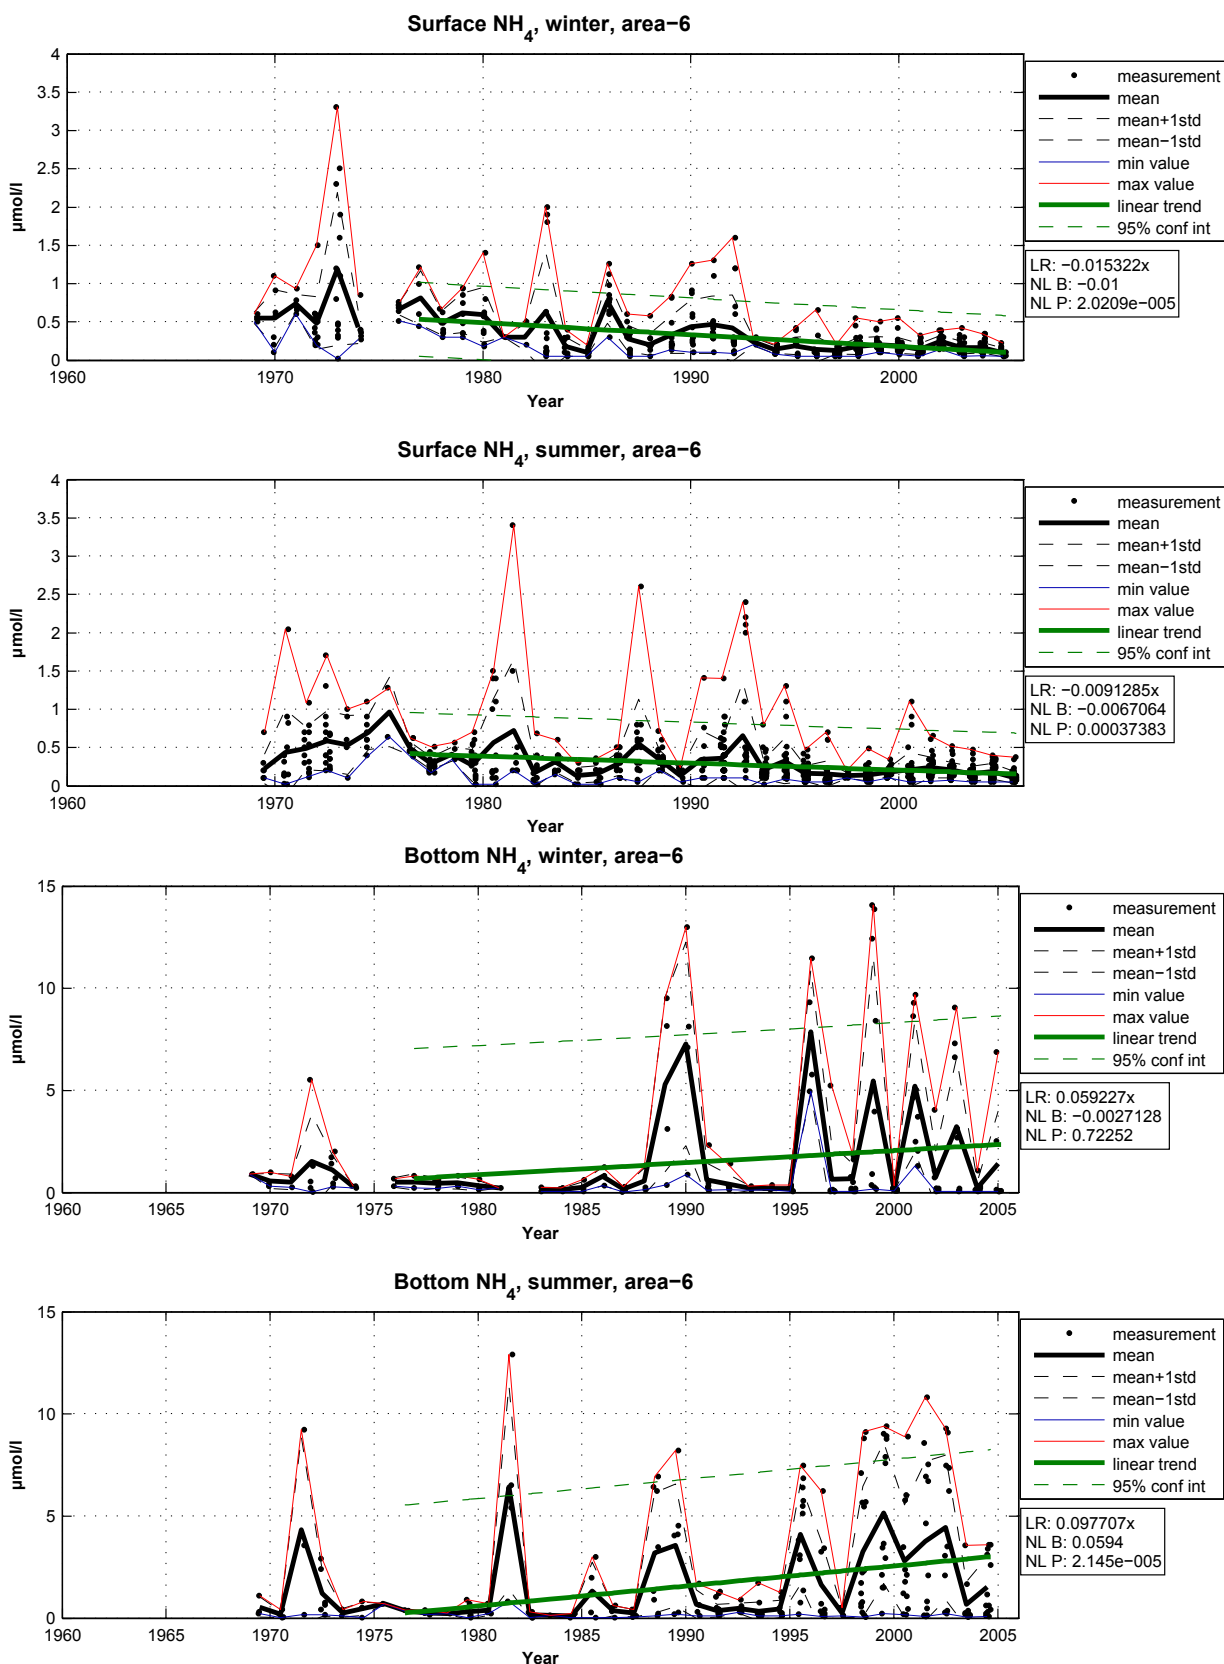 Surface NH4, winter, area−6
4
3.5
3
2.5
2
1.5
1
0.5
0
µmol/l
1960 1970 1980 1990 2000
Year
measurement
mean
mean+1std
mean−1std
min value
max value
linear trend
95% conf int
LR: −0.015322x
NL B: −0.01
NL P: 2.0209e−005
Surface NH4, summer, area−6
4
3.5
3
2.5
2
1.5
1
0.5
0
µmol/l
1960 1970 1980 1990 2000
Year
measurement
mean
mean+1std
mean−1std
min value
max value
linear trend
95% conf int
LR: −0.0091285x
NL B: −0.0067064
NL P: 0.00037383
Bottom NH4, winter, area−6
15
10
5
0
µmol/l
1960 1965 1970 1975 1980 1985 1990 1995 2000 2005
Year
measurement
mean
mean+1std
mean−1std
min value
max value
linear trend
95% conf int
LR: 0.059227x
NL B: −0.0027128
NL P: 0.72252
Bottom NH4, summer, area−6
15
10
5
0
µmol/l
1960 1965 1970 1975 1980 1985 1990 1995 2000 2005
Year
measurement
mean
mean+1std
mean−1std
min value
max value
linear trend
95% conf int
LR: 0.097707x
NL B: 0.0594
NL P: 2.145e−005